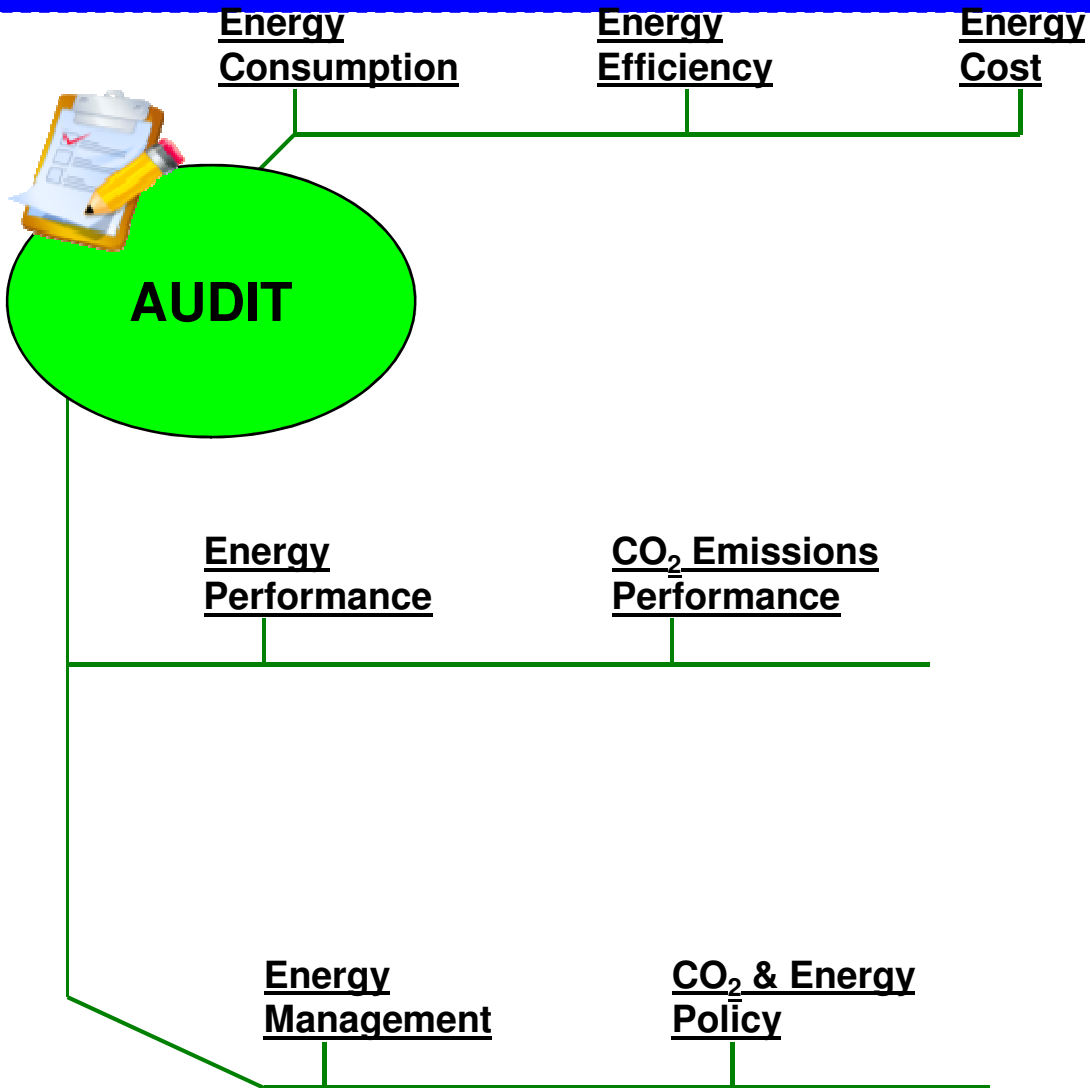 Energy
Consumption
Energy
Efficiency
Energy
Cost
AUDIT
Energy
Performance
CO₂ Emissions
Performance
Energy
Management
CO₂ & Energy
Policy